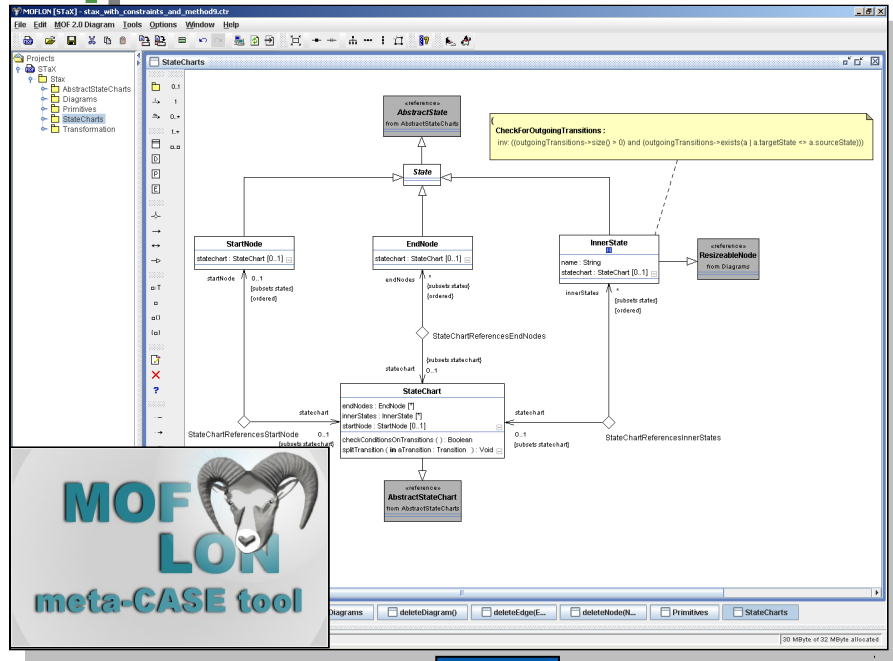 MOFLON [STaX] - stax_with_constraints_and_method9.ctr
File Edit MOF 2.0 Diagram Tools Options Window Help
Projects
STaX
Stax
AbstractStateCharts
Diagrams
Primitives
StateCharts
Transformation
StateCharts
0..1
1
0..*
1..*
«reference»
AbstractState
from AbstractStateCharts
{
CheckForOutgoingTransitions :
inv: ((outgoingTransitions->size() > 0) and (outgoingTransitions->exists(a | a.targetState <> a.sourceState)))
State
StartNode
statechart : StateChart [0..1]
EndNode
statechart : StateChart [0..1]
InnerState
name : String
statechart : StateChart [0..1]
«reference»
ResizeableNode
from Diagrams
startNode 0..1
{subsets states}
{ordered}
endNodes *
{subsets states}
{ordered}
innerStates *
{subsets states}
{ordered}
StateChartReferencesEndNodes
{subsets statechart}
statechart 0..1
StateChart
endNodes : EndNode [*]
innerStates : InnerState [*]
startNode : StartNode [0..1]
checkConditionsOnTransitions ( ) : Boolean
splitTransition ( in aTransition : Transition ) : Void
statechart
StateChartReferencesStartNode 0..1
{subsets statechart}
statechart
0..1
{subsets statechart}
StateChartReferencesInnerStates
«reference»
AbstractStateChart
from AbstractStateCharts
MOF
LON
meta-CASE tool
Diagrams deleteDiagram() deleteEdge(E... deleteNode(N... Primitives StateCharts
30 MByte of 32 MByte allocated